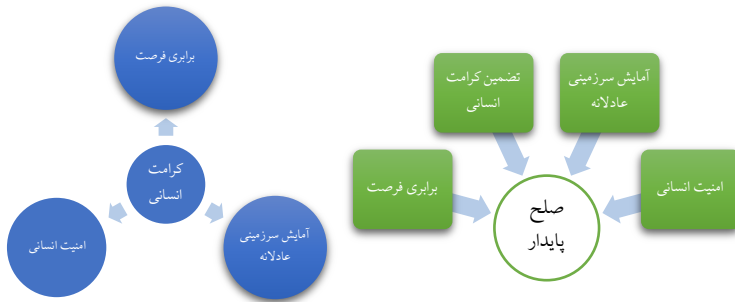 برابری فرصت
کرامت
انسانی
امنیت انسانی
آمایش سرزمینی
عادلانه
تضمین کرامت
انسانی
آمایش سرزمینی
عادلانه
برابری فرصت
امنیت انسانی
صلح
پایدار